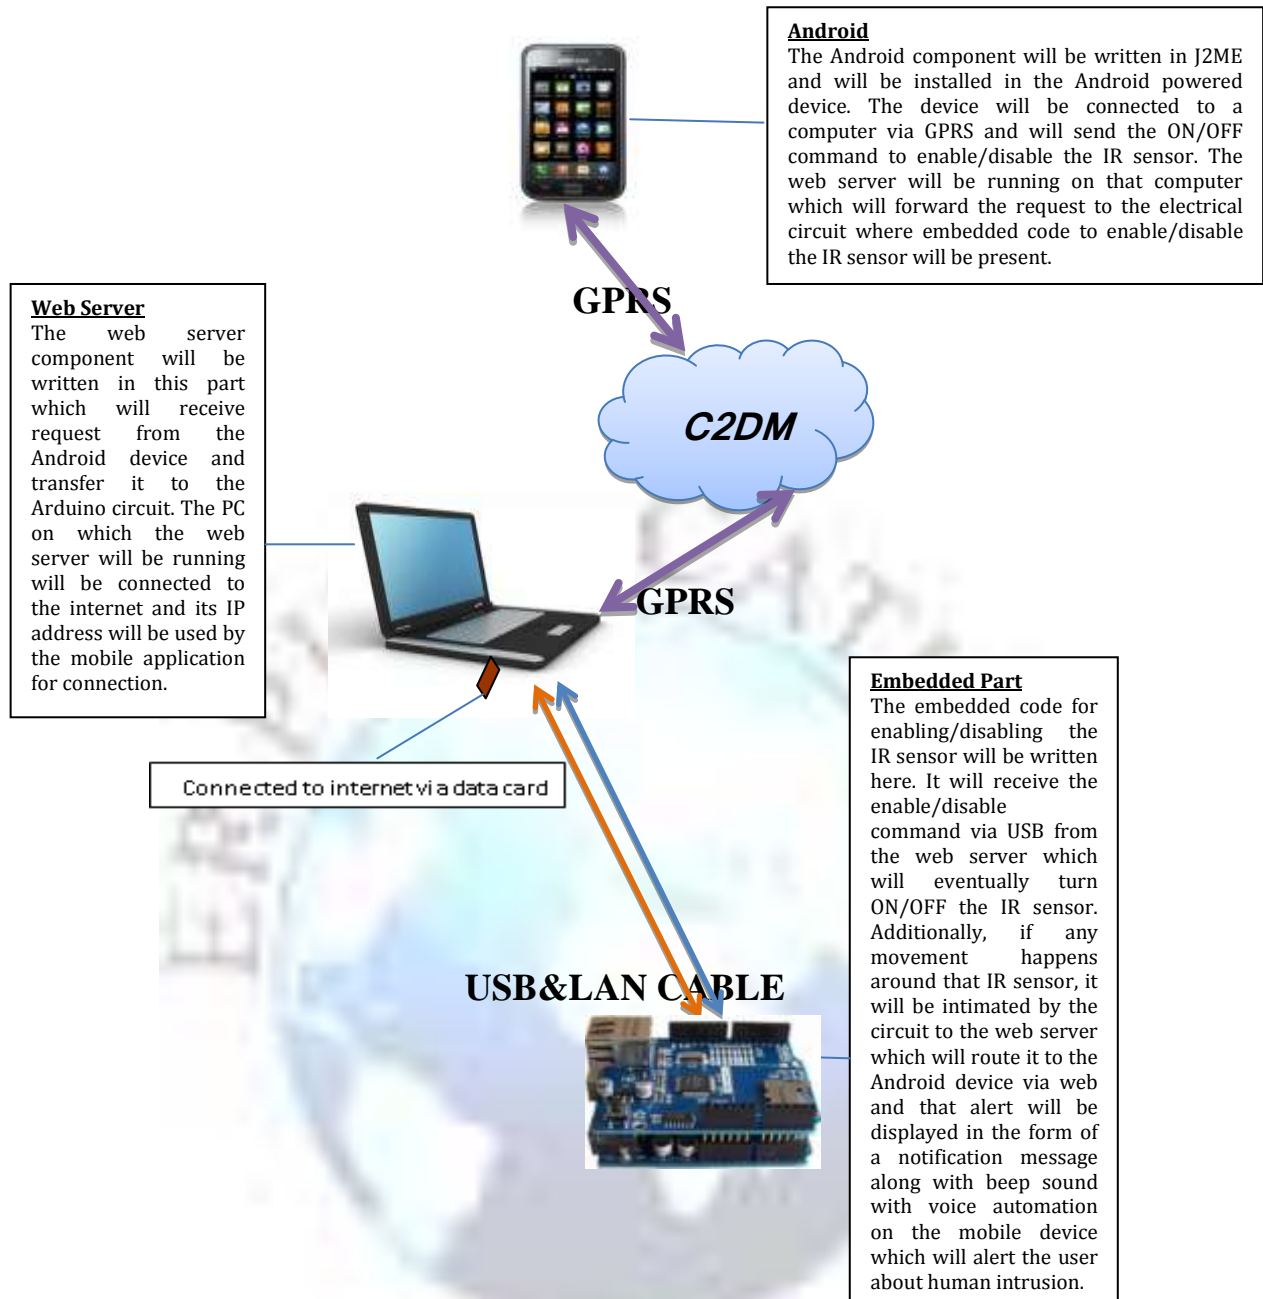 Android
The Android component will be written in J2ME
and will be installed in the Android powered
device. The device will be connected to a
computer via GPRS and will send the ON/OFF
command to enable/disable the IR sensor. The
web server will be running on that computer
which will forward the request to the electrical
circuit where embedded code to enable/disable
the IR sensor will be present.
GPRS
Web Server
The web server
component will be
written in this part
which will receive
request from the
Android device and
transfer it to the
Arduino circuit. The PC
on which the web
server will be running
will be connected to
the internet and its IP
address will be used by
the mobile application
for connection.
C2DM
GPRS
Connected to internet via data card
Embedded Part
The embedded code for
enabling/disabling the
IR sensor will be written
here. It will receive the
enable/disable
command via USB from
the web server which
will eventually turn
ON/OFF the IR sensor.
Additionally, if any
movement happens
around that IR sensor, it
will be intimated by the
circuit to the web server
which will route it to the
Android device via web
and that alert will be
displayed in the form of
a notification message
along with beep sound
with voice automation
on the mobile device
which will alert the user
about human intrusion.
USB&LAN CABLE